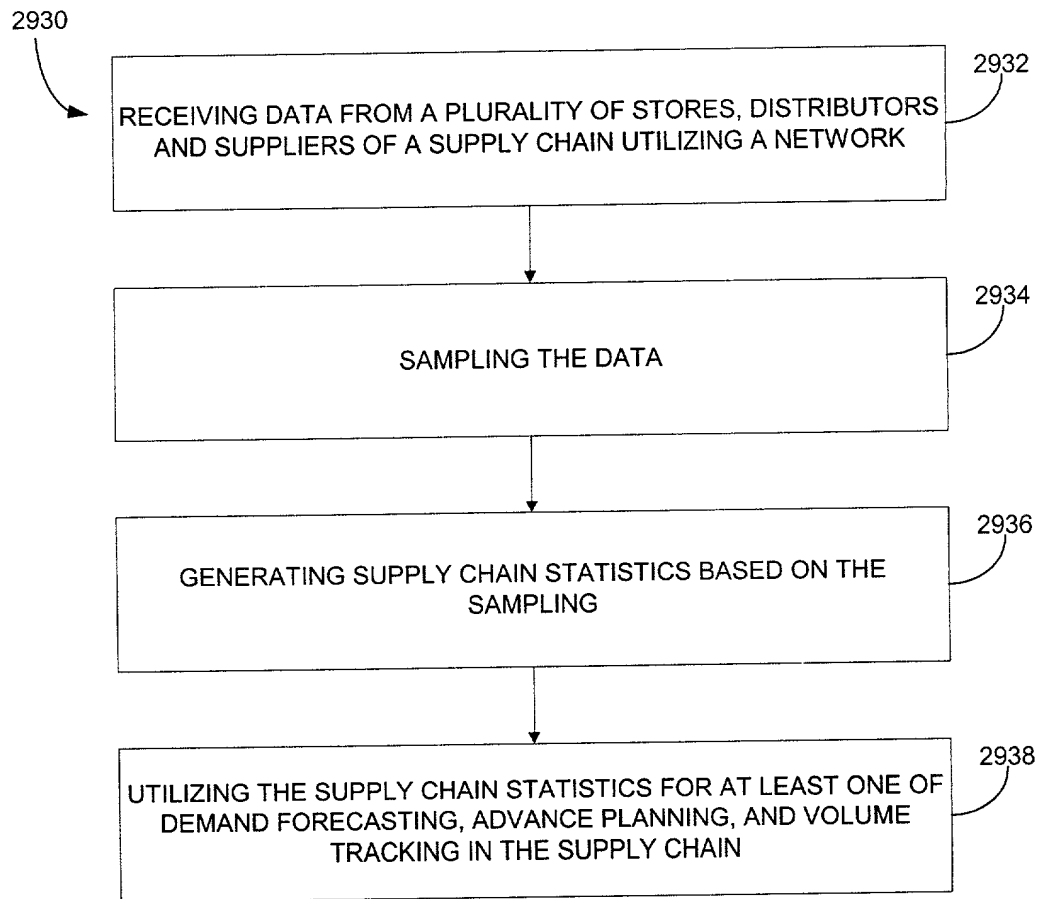 2930
2932
RECEIVING DATA FROM A PLURALITY OF STORES, DISTRIBUTORS
AND SUPPLIERS OF A SUPPLY CHAIN UTILIZING A NETWORK
2934
SAMPLING THE DATA
2936
GENERATING SUPPLY CHAIN STATISTICS BASED ON THE
SAMPLING
2938
UTILIZING THE SUPPLY CHAIN STATISTICS FOR AT LEAST ONE OF
DEMAND FORECASTING, ADVANCE PLANNING, AND VOLUME
TRACKING IN THE SUPPLY CHAIN